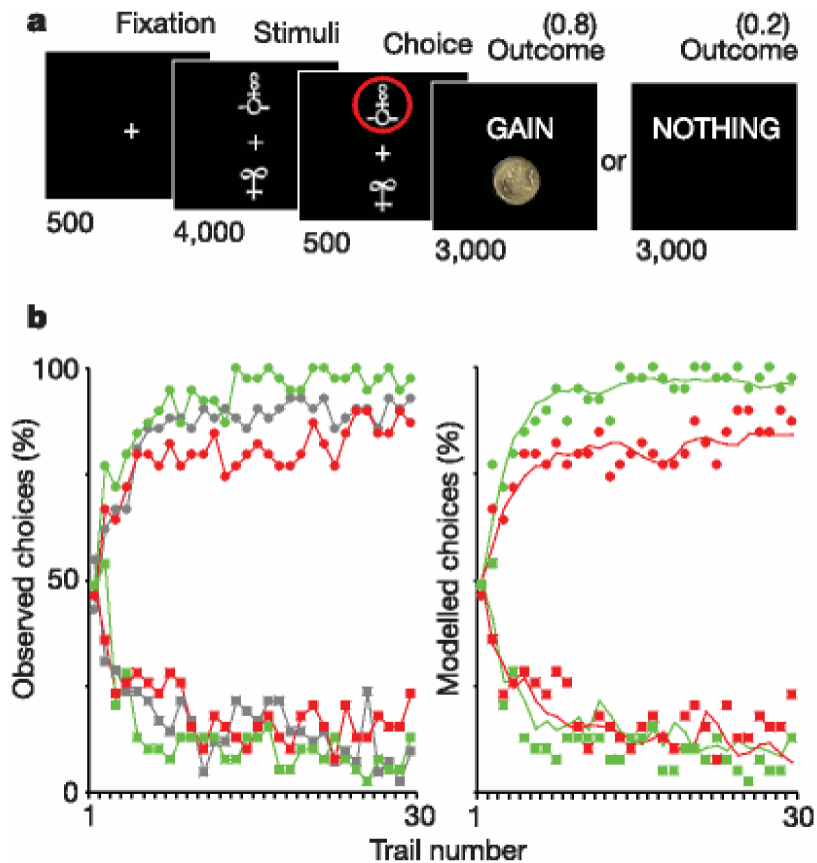 a
Fixation
Stimuli
Choice
(0.8)
Outcome
(0.2)
Outcome
GAIN
or
NOTHING
500
4,000
500
3,000
3,000
b
Observed choices (%)
100
50
0
1
30
Modelled choices (%)
1
30
Trail number